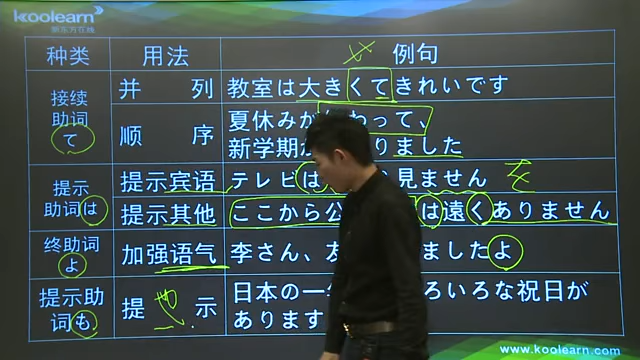 koolearn
新东方在线
种类 用法 例句
接续助词て 并 列 教室は大きくてきれいです
顺 序 夏休みが わって、
新学期が りました
提示助词は 提示宾语 テレビは 見ません を
提示其他 ここから公 は遠くありません
终助词よ 加强语气 李さん、 ましたよ
提示助词も 提 も 示 日本の一 ろいろな祝日が
あります
www.koolearn.com